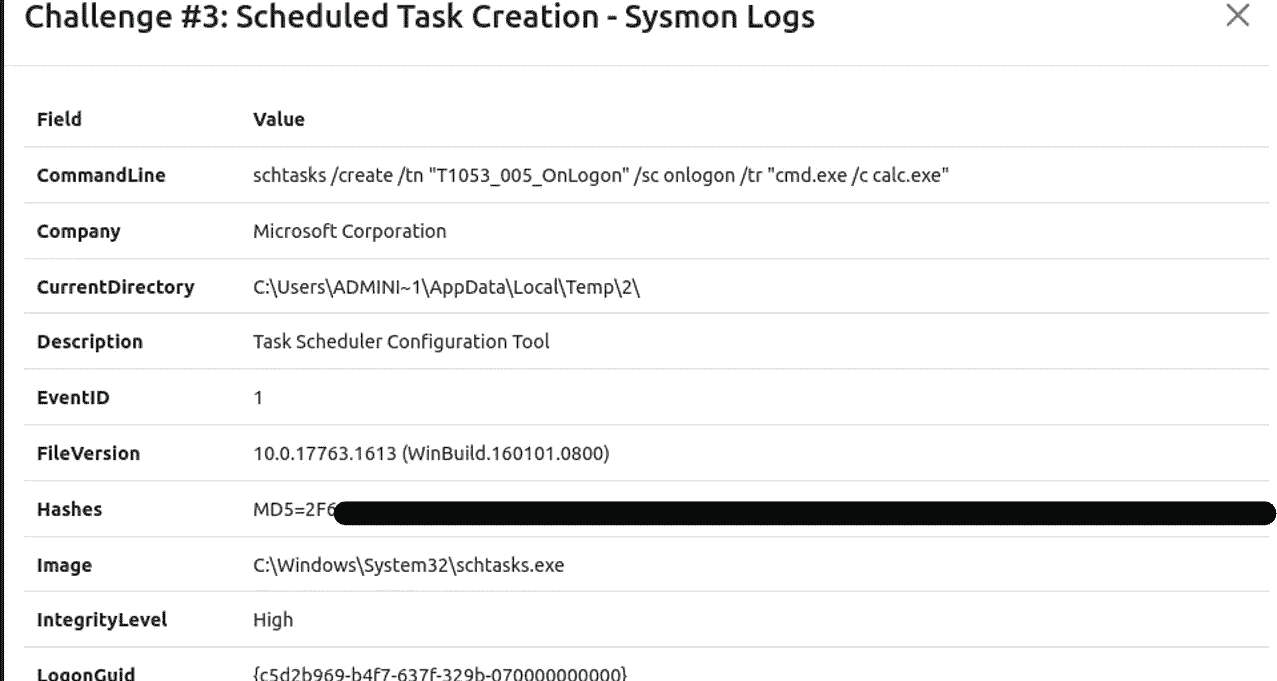 Challenge #3: Scheduled Task Creation - Sysmon Logs
Field Value
CommandLine schtasks /create /tn "T1053_005_OnLogon" /sc onlogon /tr "cmd.exe /c calc.exe"
Company Microsoft Corporation
CurrentDirectory C:\Users\ADMINI~1\AppData\Local\Temp\2\
Description Task Scheduler Configuration Tool
EventID 1
FileVersion 10.0.17763.1613 (WinBuild.160101.0800)
Hashes MD5=2F6
Image C:\Windows\System32\schtasks.exe
IntegrityLevel High
LogonGuid {c5d2b969-b4f7-637f-329b-070000000000}